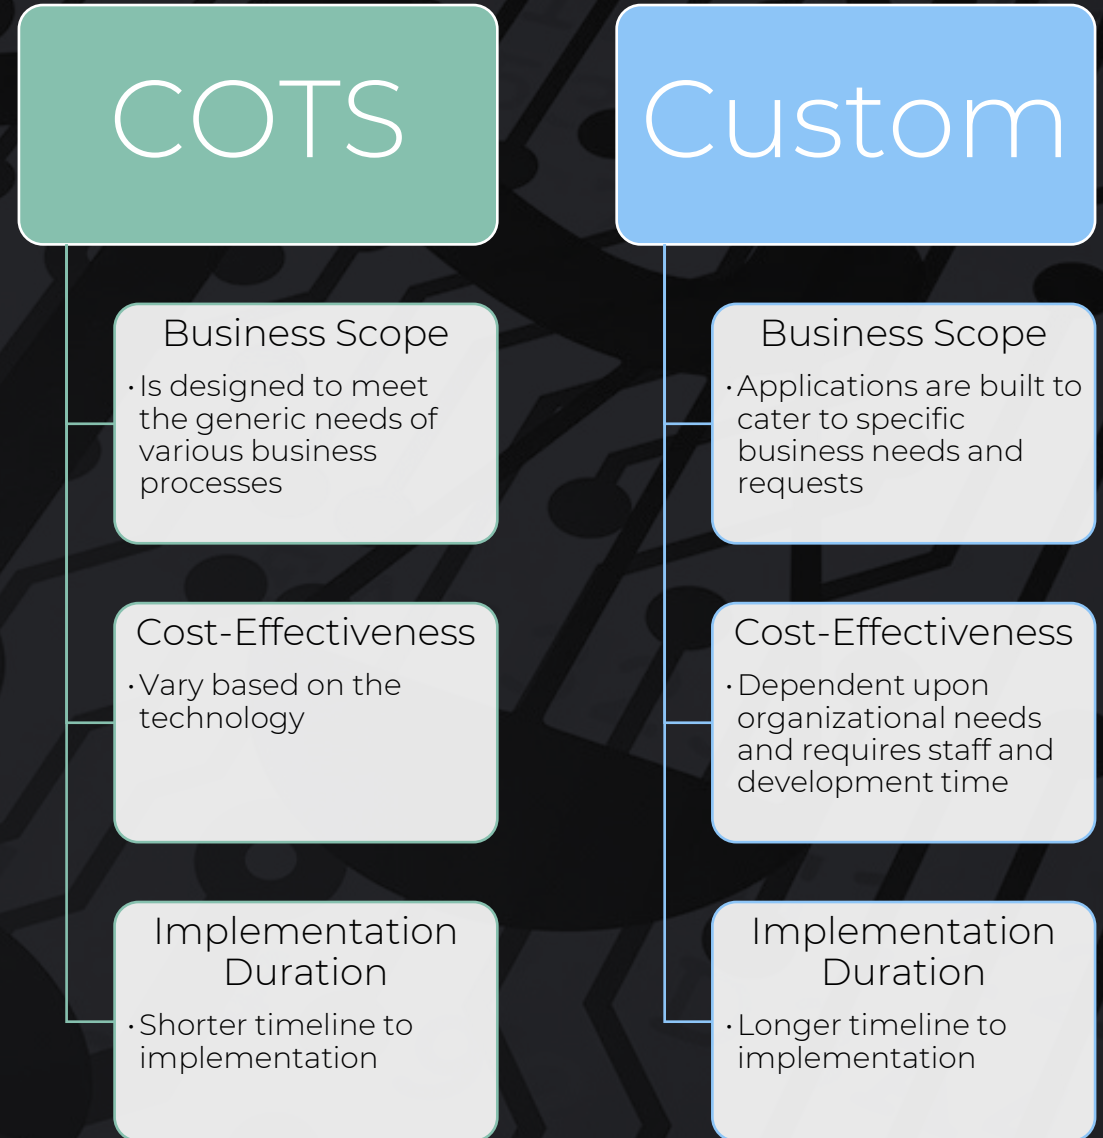 COTS
Business Scope
· Is designed to meet
the generic needs of
various business
processes
Cost-Effectiveness
· Vary based on the
technology
Implementation
Duration
· Shorter timeline to
implementation
Custom
Business Scope
· Applications are built to
cater to specific
business needs and
requests
Cost-Effectiveness
· Dependent upon
organizational needs
and requires staff and
development time
Implementation
Duration
· Longer timeline to
implementation